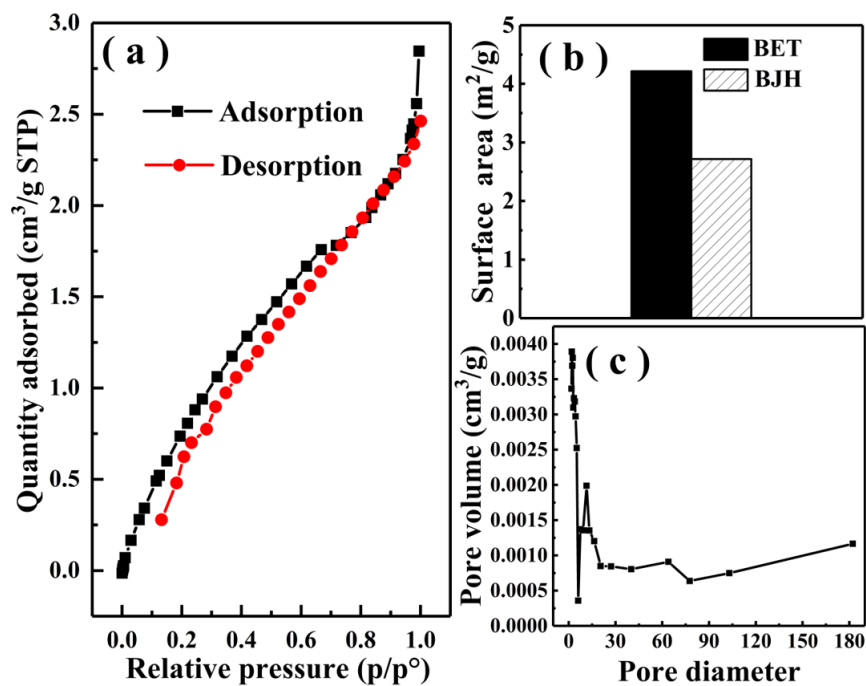 ( a )
Adsorption
Desorption
Quantity adsorbed (cm³/g STP)
3.0
2.5
2.0
1.5
1.0
0.5
0.0
0.0 0.2 0.4 0.6 0.8 1.0
Relative pressure (p/p°)
( b )
BET
BJH
Surface area (m²/g)
5
4
3
2
1
0
( c )
Pore volume (cm³/g)
0.0040
0.0035
0.0030
0.0025
0.0020
0.0015
0.0010
0.0005
0.0000
0 30 60 90 120 150 180
Pore diameter